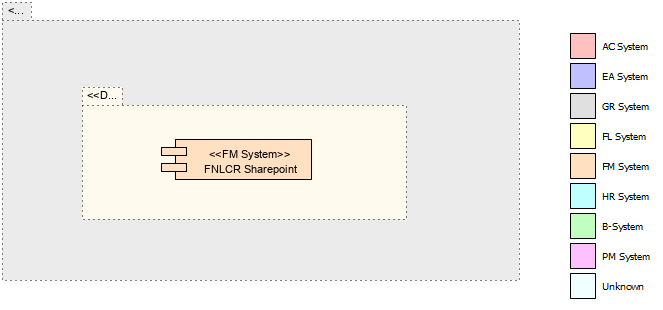 <...
<<D...
<<FM System>>
FNLCR Sharepoint
AC System
EA System
GR System
FL System
FM System
HR System
B-System
PM System
Unknown